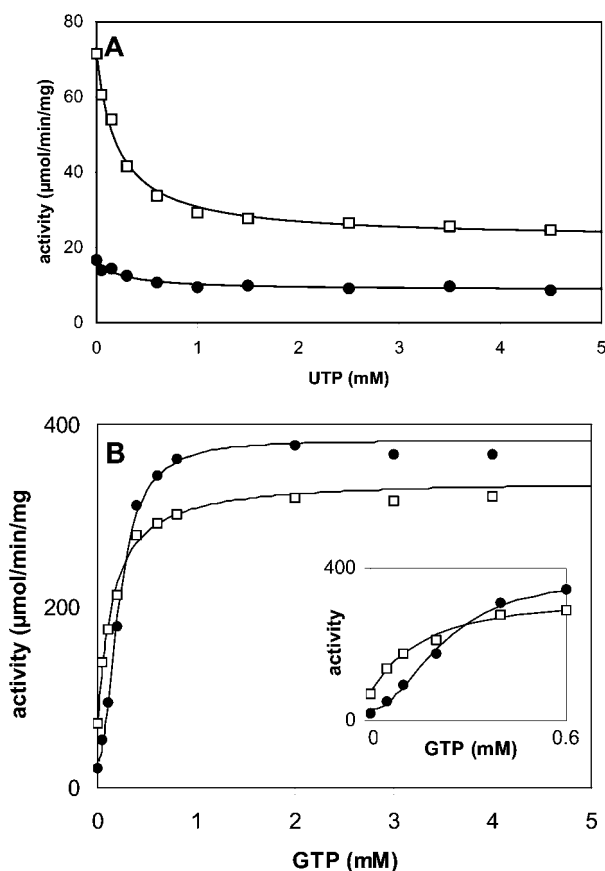 80
A
60
40
20
0
activity (µmol/min/mg)
0 1 2 3 4 5
UTP (mM)
400
B
200
0
activity (µmol/min/mg)
400
activity
0
0 0.6
GTP (mM)
0 1 2 3 4 5
GTP (mM)